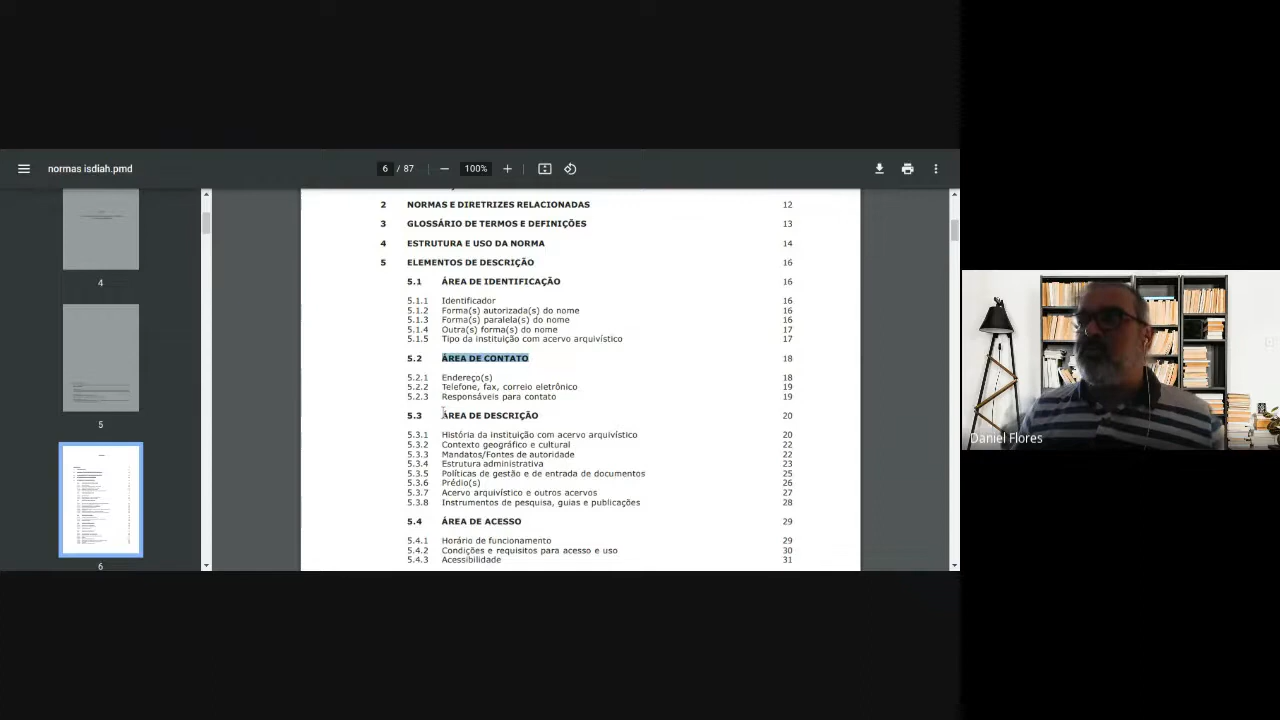 normas isdiah.pmd
6 / 87
100%
2 NORMAS E DIRETRIZES RELACIONADAS 12
3 GLOSSÁRIO DE TERMOS E DEFINIÇÕES 13
4 ESTRUTURA E USO DA NORMA 14
5 ELEMENTOS DE DESCRIÇÃO 16
5.1 ÁREA DE IDENTIFICAÇÃO 16
5.1.1 Identificador 16
5.1.2 Forma(s) autorizada(s) do nome 16
5.1.3 Forma(s) paralela(s) do nome 16
5.1.4 Outra(s) forma(s) do nome 17
5.1.5 Tipo da instituição com acervo arquivístico 17
5.2 ÁREA DE CONTATO 18
5.2.1 Endereço(s) 18
5.2.2 Telefone, fax, correio eletrônico 19
5.2.3 Responsáveis para contato 19
5.3 ÁREA DE DESCRIÇÃO 20
5.3.1 História da instituição com acervo arquivístico 20
5.3.2 Contexto geográfico e cultural 22
5.3.3 Mandatos/Fontes de autoridade 22
5.3.4 Estrutura administrativa 23
5.3.5 Políticas de gestão e de entrada de documentos 25
5.3.6 Prédio(s) 26
5.3.7 Acervo arquivístico e outros acervos 27
5.3.8 Instrumentos de pesquisa, guias e publicações 28
5.4 ÁREA DE ACESSO 29
5.4.1 Horário de funcionamento 29
5.4.2 Condições e requisitos para acesso e uso 30
5.4.3 Acessibilidade 31
4
5
6
Daniel Flores